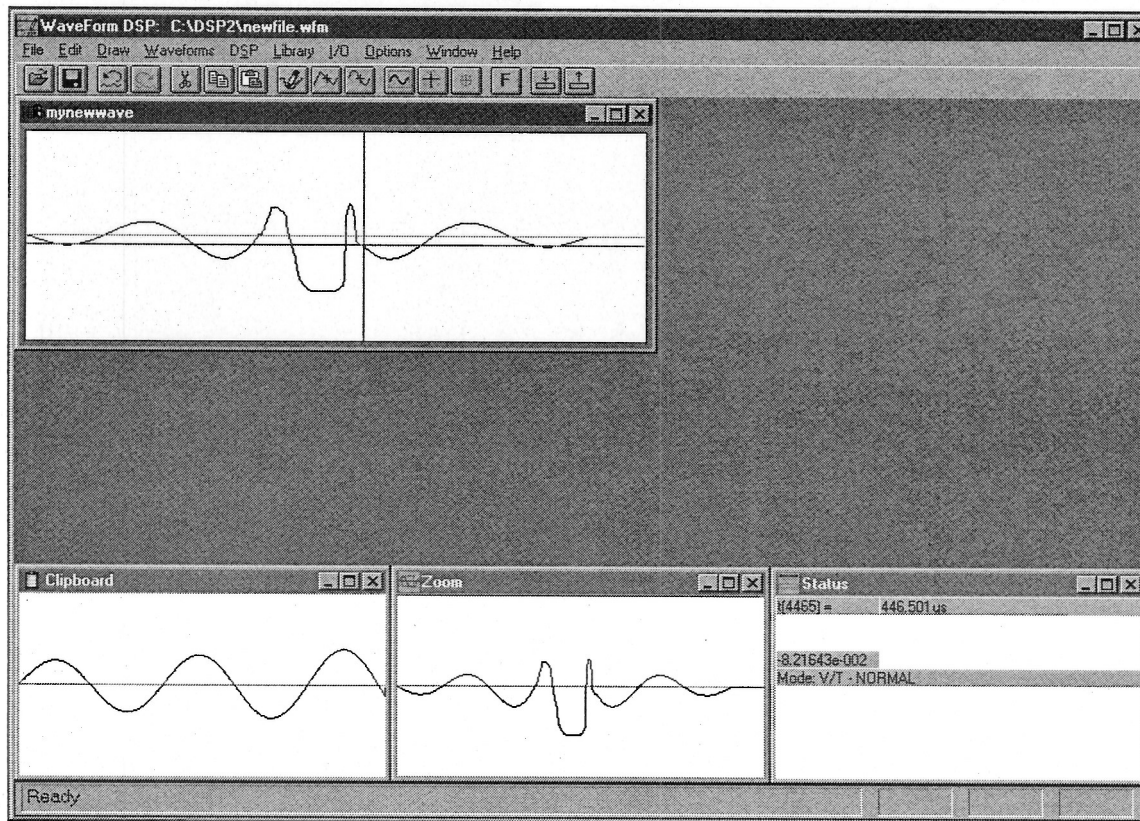 WaveForm DSP: C:\DSP2\newfile.wfm
File Edit Draw Waveforms DSP Library I/O Options Window Help
F
mynewwave
Clipboard
Zoom
Status
t[4465] = 446.501 us
-8.21643e-002
Mode: V/T - NORMAL
Ready